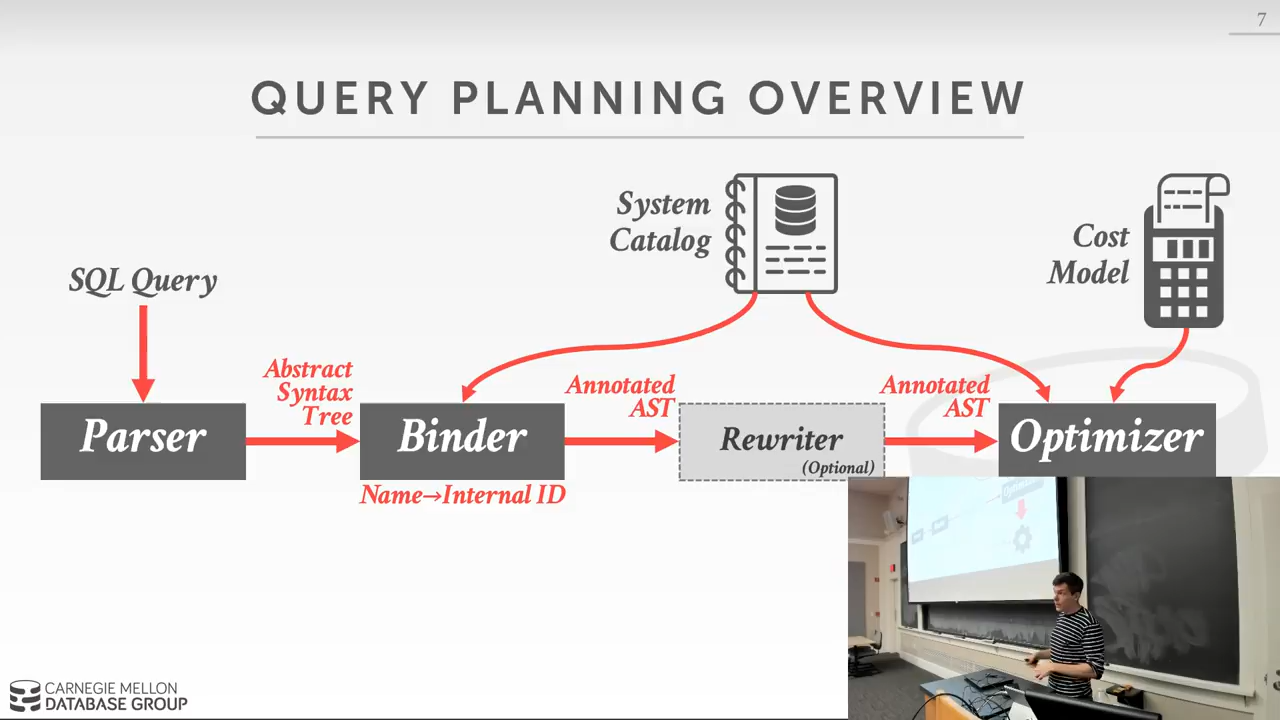 7
QUERY PLANNING OVERVIEW
System
Catalog
Cost
Model
SQL Query
Abstract
Syntax
Tree
Annotated
AST
Annotated
AST
Parser
Binder
Rewriter
(Optional)
Optimizer
Name→Internal ID
CARNEGIE MELLON
DATABASE GROUP